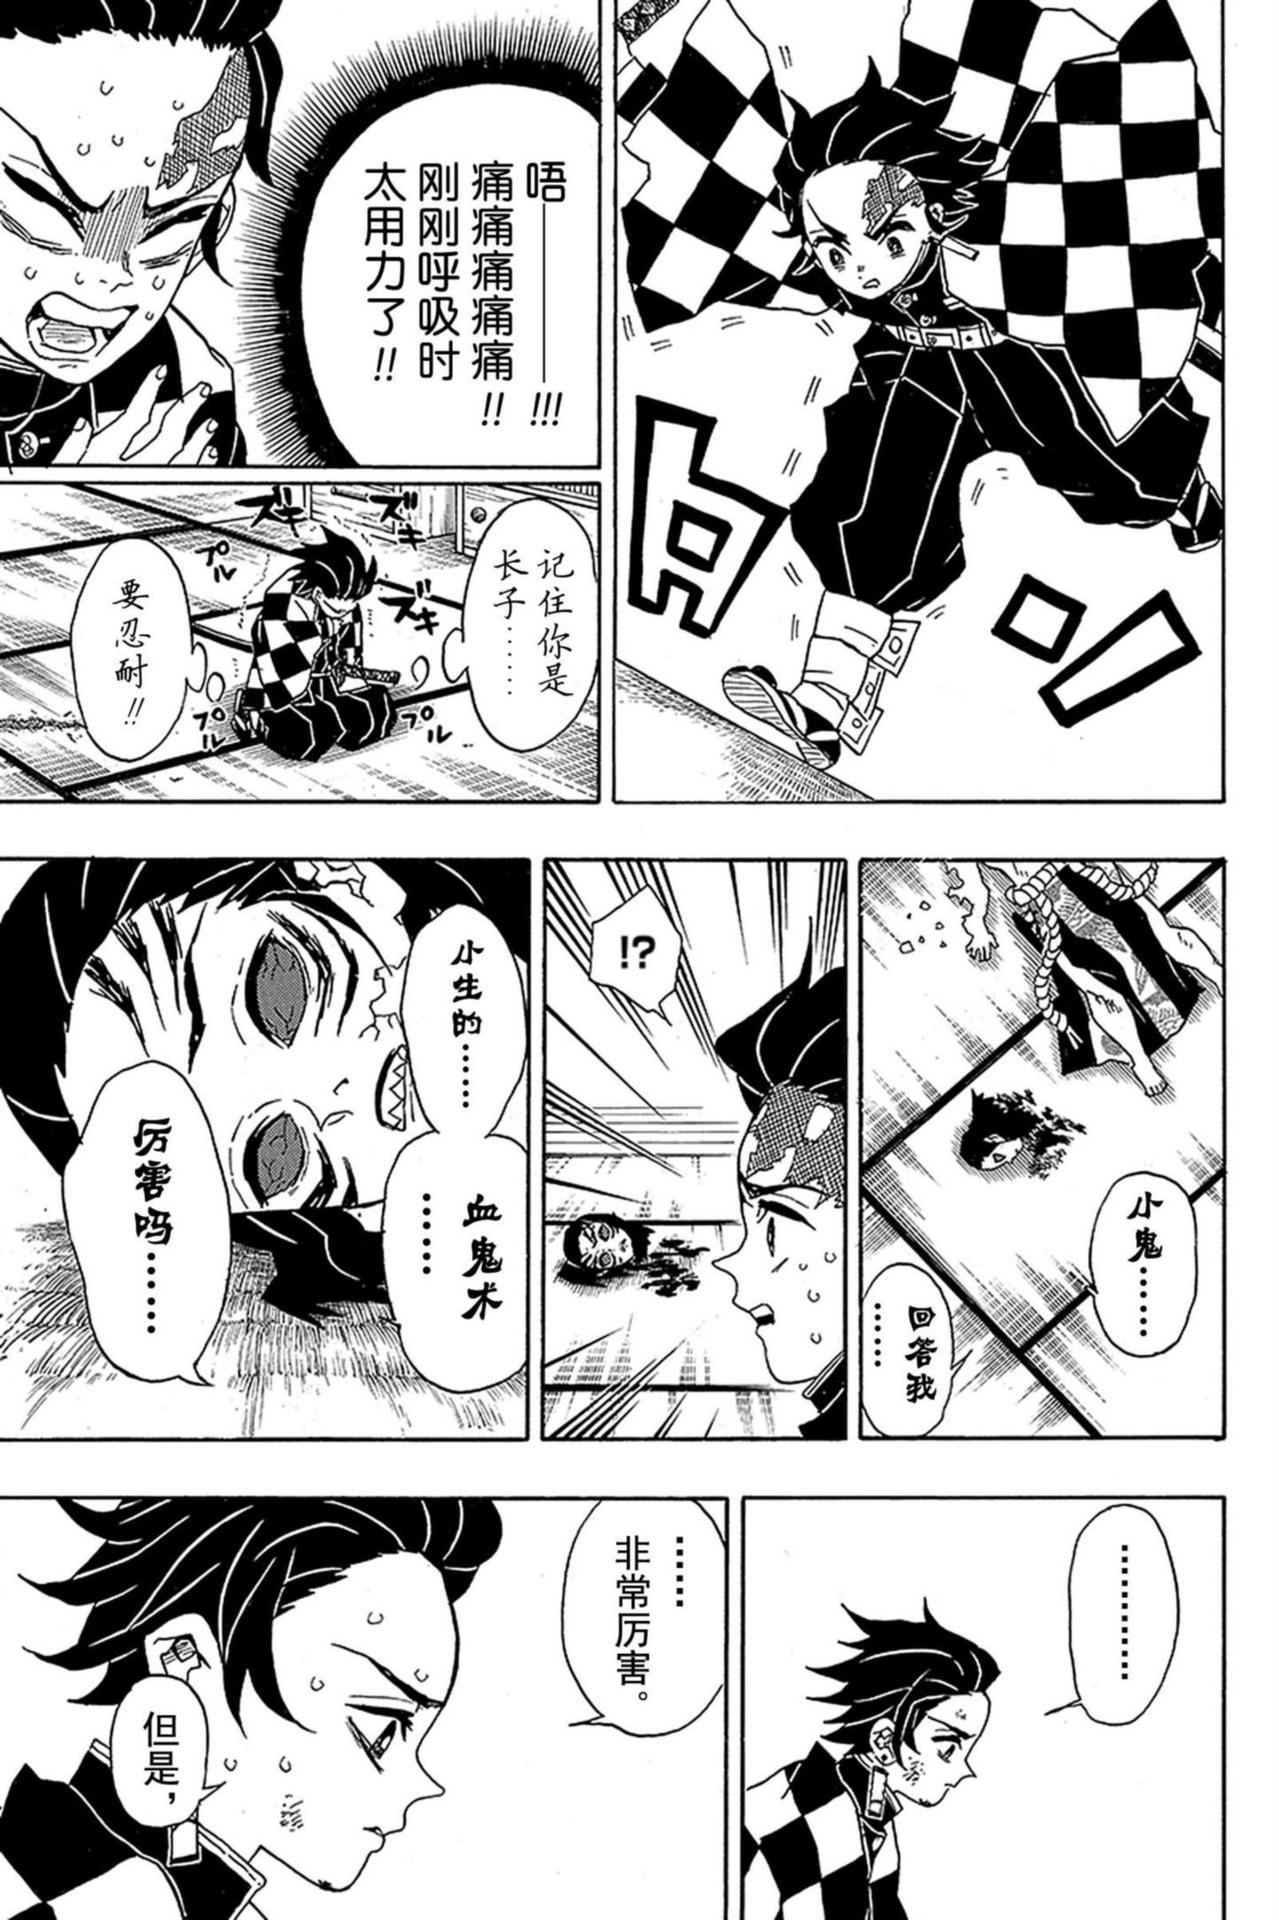 唔——!!!
痛痛痛痛痛!!
刚刚呼吸时
太用力了!!
记住你是
长子……
要忍耐!!
ズキ
ズキ
ズキ
プル
プル
プル
プル
小鬼……
回答我
……
!?
小生的……
血鬼术
……
厉害吗……
…………
……
非常厉害。
但是，